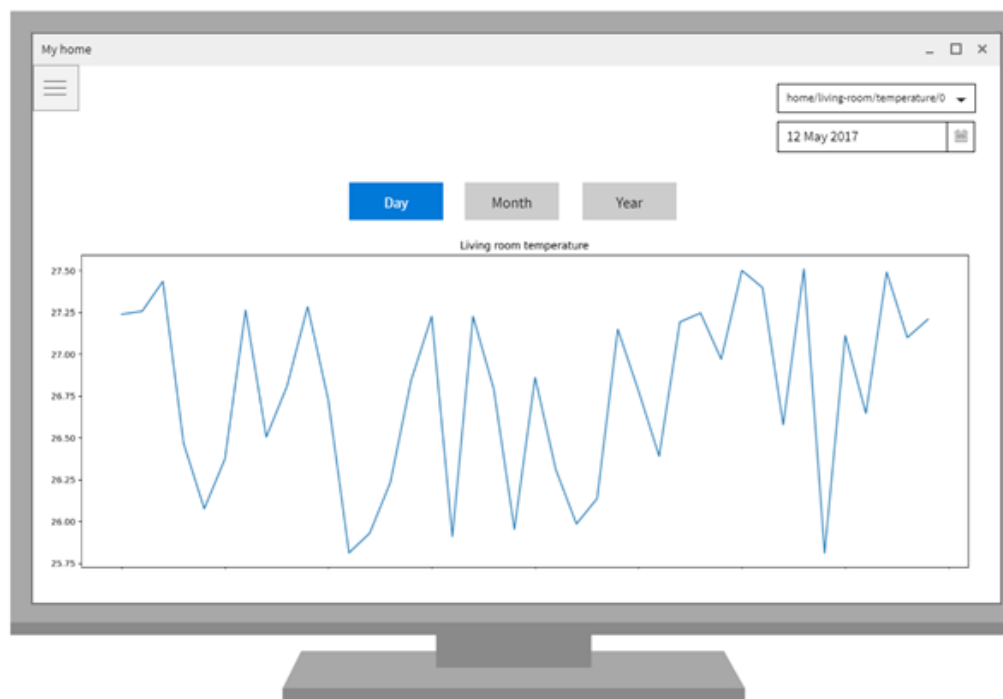 My home
home/living-room/temperature/0
12 May 2017
Day
Month
Year
Living room temperature
27.50
27.25
27.00
26.75
26.50
26.25
26.00
25.75